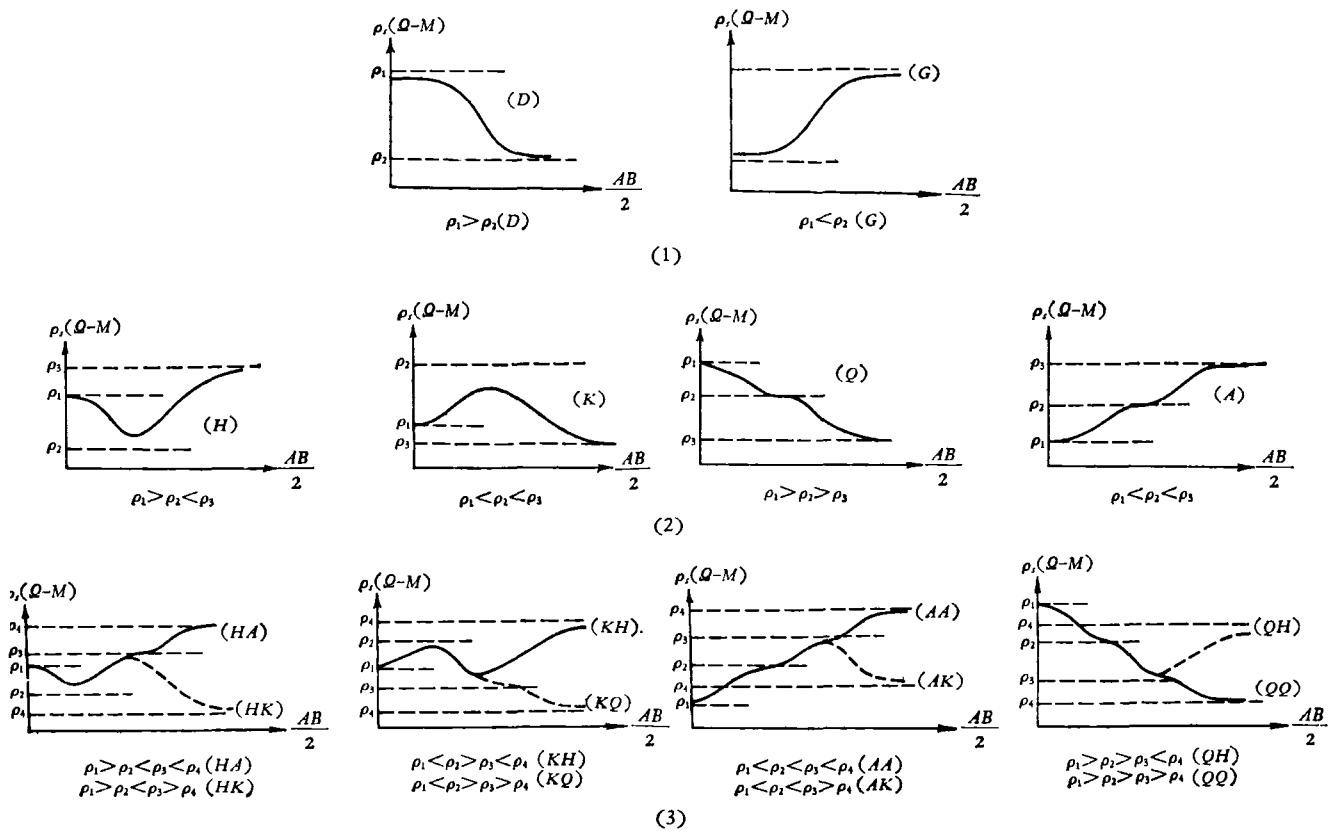 ρs(Ω-M)
ρ1
(D)
ρ2
AB
2
ρ1>ρ2(D)
ρs(Ω-M)
(G)
AB
2
ρ1<ρ2 (G)
(1)
ρs(Ω-M)
ρ3
ρ1
(H)
ρ2
AB
2
ρ1>ρ2<ρ3
ρs(Ω-M)
ρ2
(K)
ρ1
ρ3
AB
2
ρ1<ρ2<ρ3
ρs(Ω-M)
ρ1
(Q)
ρ2
ρ3
AB
2
ρ1>ρ2>ρ3
ρs(Ω-M)
ρ3
ρ2
(A)
ρ1
AB
2
ρ1<ρ2<ρ3
(2)
ρs(Ω-M)
ρ4
(HA)
ρ3
ρ1
ρ2
ρ4
(HK)
AB
2
ρ1>ρ2<ρ3<ρ4 (HA)
ρ1>ρ2<ρ3>ρ4 (HK)
ρs(Ω-M)
ρ4
(KH).
ρ2
ρ1
ρ3
(KQ)
ρ4
AB
2
ρ1<ρ2>ρ3<ρ4 (KH)
ρ1<ρ2>ρ3>ρ4 (KQ)
ρs(Ω-M)
ρ4
(AA)
ρ3
ρ2
ρ4
(AK)
ρ1
AB
2
ρ1<ρ2<ρ3<ρ4 (AA)
ρ1<ρ2<ρ3>ρ4 (AK)
ρs(Ω-M)
ρ1
ρ4
(QH)
ρ2
ρ3
(QQ)
ρ4
AB
2
ρ1>ρ2>ρ3<ρ4 (QH)
ρ1>ρ2>ρ3>ρ4 (QQ)
(3)